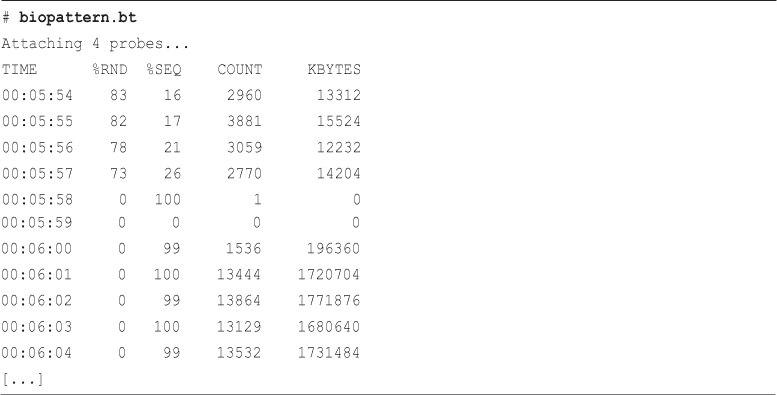 # biopattern.bt
Attaching 4 probes...
TIME      %RND  %SEQ    COUNT     KBYTES
00:05:54    83    16     2960      13312
00:05:55    82    17     3881      15524
00:05:56    78    21     3059      12232
00:05:57    73    26     2770      14204
00:05:58     0   100        1          0
00:05:59     0     0        0          0
00:06:00     0    99     1536     196360
00:06:01     0   100    13444    1720704
00:06:02     0    99    13864    1771876
00:06:03     0   100    13129    1680640
00:06:04     0    99    13532    1731484
[...]